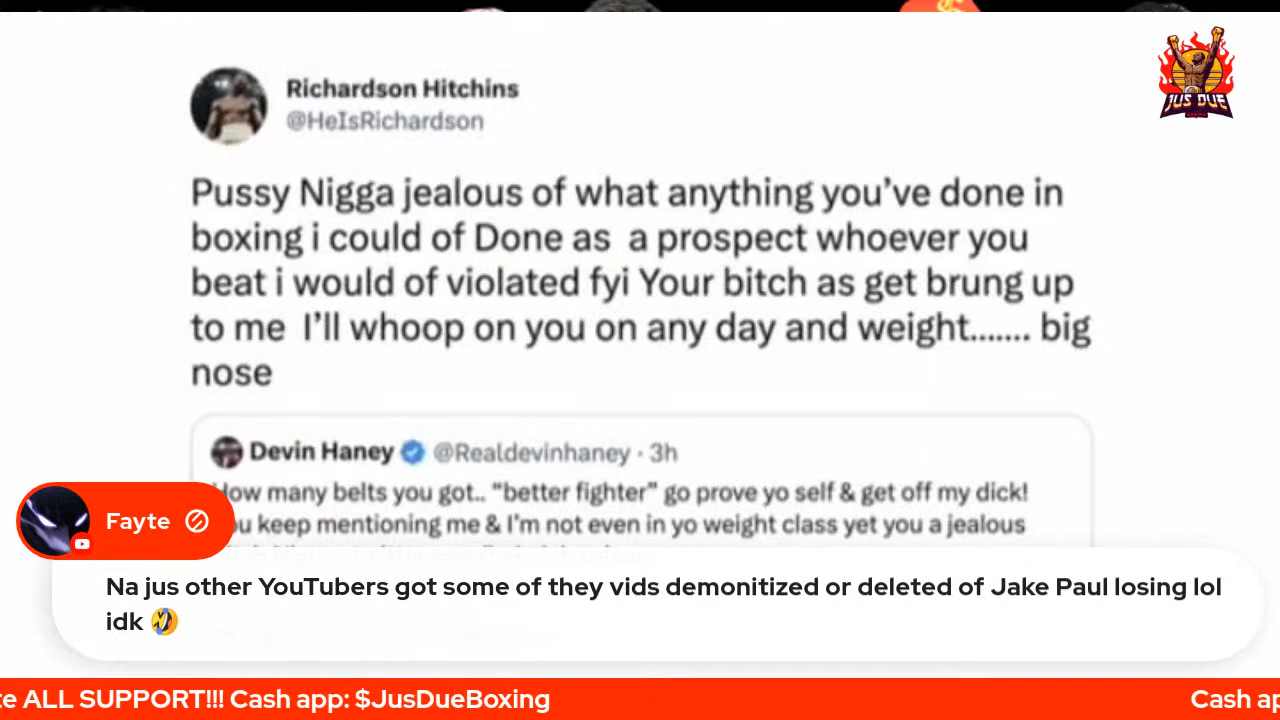 JUS DUE
Richardson Hitchins
@HeIsRichardson
Pussy Nigga jealous of what anything you’ve done in
boxing i could of Done as a prospect whoever you
beat i would of violated fyi Your bitch as get brung up
to me I’ll whoop on you on any day and weight....... big
nose
Devin Haney @Realdevinhaney · 3h
How many belts you got.. "better fighter" go prove yo self & get off my dick!
you keep mentioning me & I’m not even in yo weight class yet you a jealous
Fayte
Na jus other YouTubers got some of they vids demonitized or deleted of Jake Paul losing lol
idk 🤣
te ALL SUPPORT!!! Cash app: $JusDueBoxing Cash ap